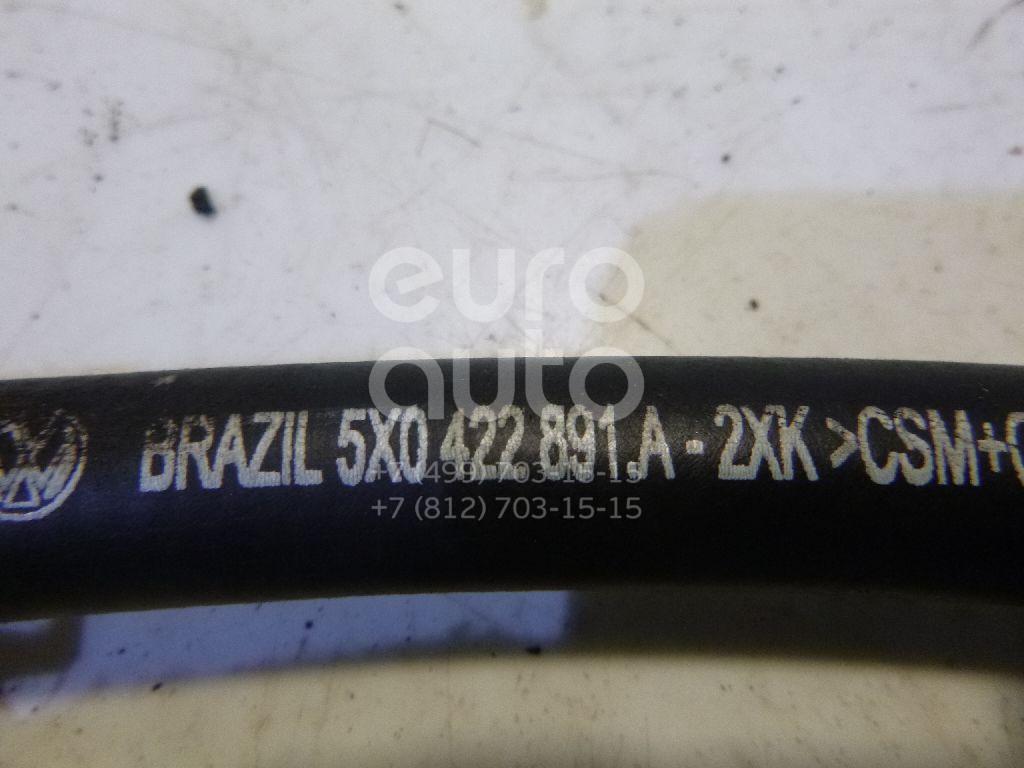 euro
auto
BRAZIL 5X0 422 891 A - 2XK >CSM+
+7 (499) 703-15-15
+7 (812) 703-15-15